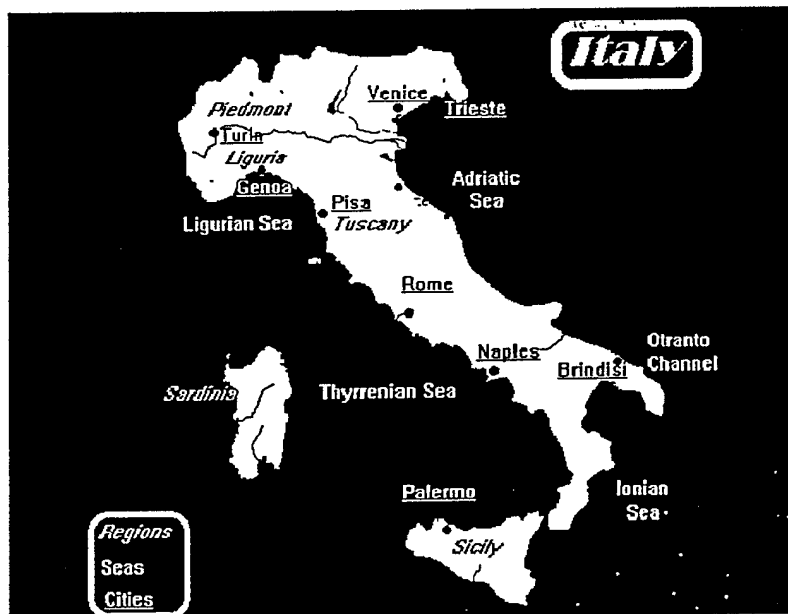 Italy
Venice
Trieste
Piedmont
Turin
Liguria
Genoa
Adriatic
Sea
Pisa
Ligurian Sea
Tuscany
Rome
Otranto
Channel
Naples
Brindisi
Sardinia
Thyrrenian Sea
Palermo
Ionian
Sea
Sicily
Regions
Seas
Cities